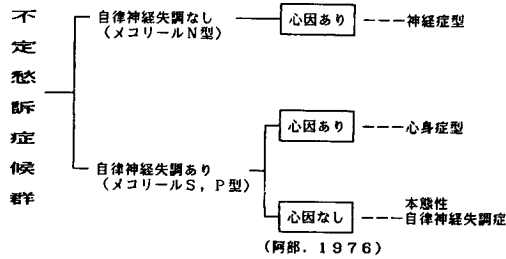 不定愁訴症候群
自律神経失調なし
(メコリールN型)
心因あり
---神経症型
自律神経失調あり
(メコリールS,P型)
心因あり
---心身症型
心因なし
本態性
---自律神経失調症
(阿部.1976)